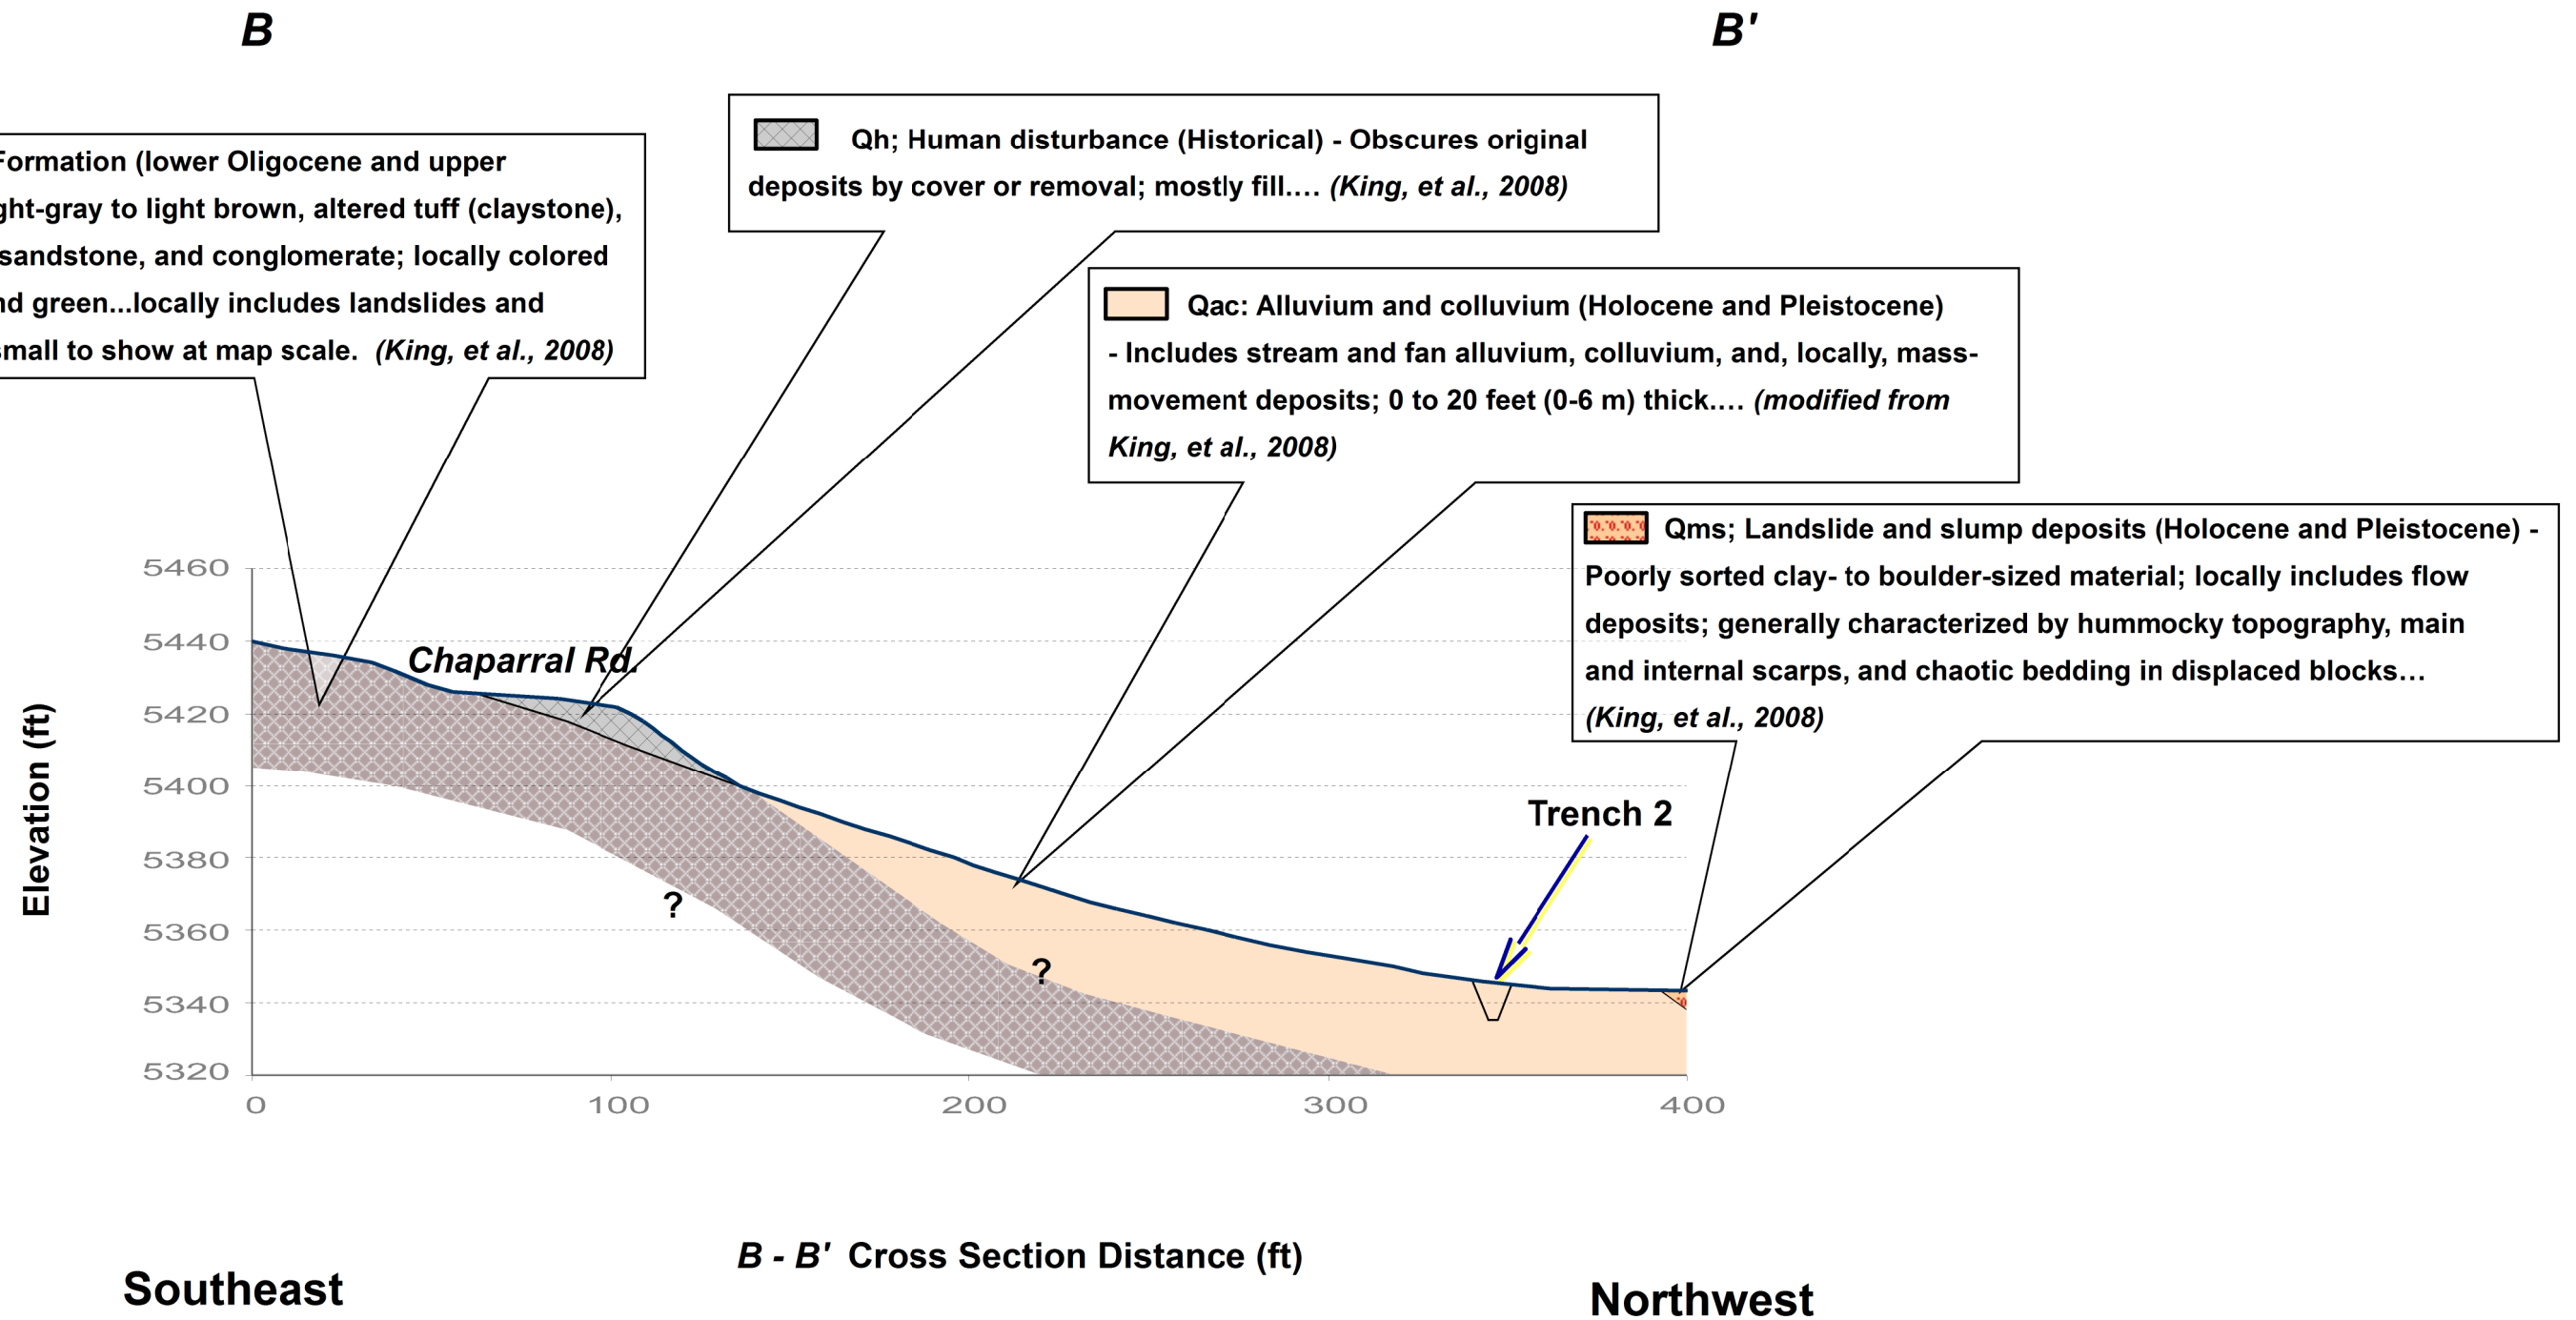 B
B'
Qh; Human disturbance (Historical) - Obscures original
deposits by cover or removal; mostly fill.... (King, et al., 2008)
Formation (lower Oligocene and upper
ght-gray to light brown, altered tuff (claystone),
sandstone, and conglomerate; locally colored
nd green...locally includes landslides and
small to show at map scale. (King, et al., 2008)
Qac: Alluvium and colluvium (Holocene and Pleistocene)
- Includes stream and fan alluvium, colluvium, and, locally, mass-
movement deposits; 0 to 20 feet (0-6 m) thick.... (modified from
King, et al., 2008)
Qms; Landslide and slump deposits (Holocene and Pleistocene) -
Poorly sorted clay- to boulder-sized material; locally includes flow
deposits; generally characterized by hummocky topography, main
and internal scarps, and chaotic bedding in displaced blocks...
(King, et al., 2008)
Elevation (ft)
5460
5440
5420
5400
5380
5360
5340
5320
Chaparral Rd.
Trench 2
?
?
0
100
200
300
400
B - B' Cross Section Distance (ft)
Southeast
Northwest